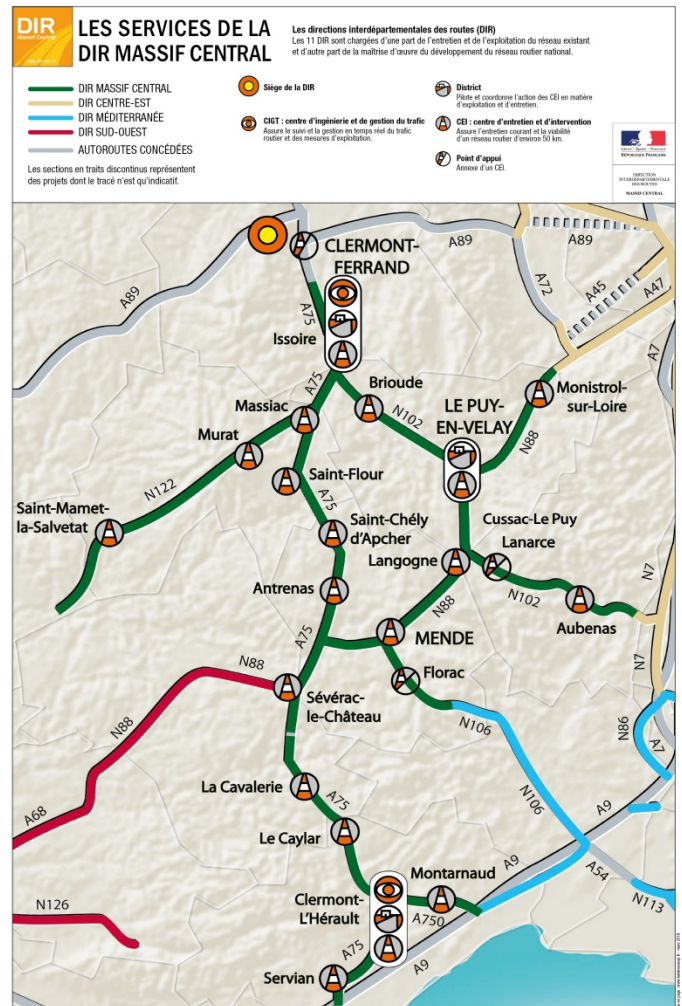 DIR
Massif Central
LES SERVICES DE LA
DIR MASSIF CENTRAL
Les directions interdépartementales des routes (DIR)
Les 11 DIR sont chargées d'une part de l'entretien et de l'exploitation du réseau existant
et d'autre part de la maîtrise d'œuvre du développement du réseau routier national.
DIR MASSIF CENTRAL
DIR CENTRE-EST
DIR MÉDITERRANÉE
DIR SUD-OUEST
AUTOROUTES CONCÉDÉES
Les sections en traits discontinus représentent
des projets dont le tracé n'est qu'indicatif.
Siège de la DIR
CIGT : centre d'ingénierie et de gestion du trafic
Assure le suivi et la gestion en temps réel du trafic
routier et des mesures d'exploitation.
District
Pilote et coordonne l'action des CEI en matière
d'exploitation et d'entretien.
CEI : centre d'entretien et d'intervention
Assure l'entretien courant et la viabilité
d'un réseau routier d'environ 50 km.
Point d'appui
Annexe d'un CEI.
Liberté • Égalité • Fraternité
RÉPUBLIQUE FRANÇAISE
DIRECTION
INTERDÉPARTEMENTALE
DES ROUTES
MASSIF CENTRAL
CLERMONT-
FERRAND
A89
A89
A89
A72
A45
A47
A7
A75
Issoire
A75
Brioude
Monistrol-
sur-Loire
Massiac
N102
LE PUY-
EN-VELAY
N88
Murat
N122
Saint-Flour
A75
Saint-Mamet-
la-Salvetat
Saint-Chély
d'Apcher
Cussac-Le Puy
Lanarce
Langogne
N102
N7
Antrenas
N88
Aubenas
A75
MENDE
N7
N88
Florac
Sévérac-
le-Château
N106
N88
N86
A7
La Cavalerie
A75
N106
A9
A68
Le Caylar
A9
A54
Montarnaud
N113
Clermont-
L'Hérault
A750
N126
A75
A9
Servian